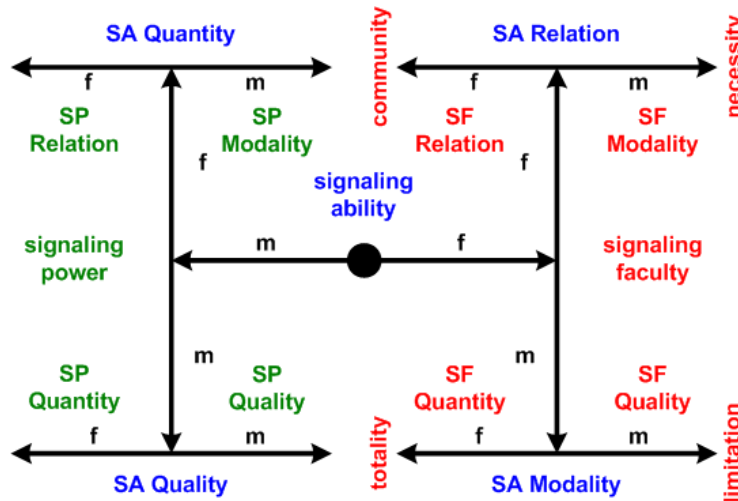 SA Quantity
SA Relation
community
necessity
f
m
f
m
SP
Relation
SP
Modality
SF
Relation
SF
Modality
f
f
signaling
ability
signaling
power
m
f
signaling
faculty
m
m
SP
Quantity
SP
Quality
SF
Quantity
SF
Quality
totality
limitation
f
m
f
m
SA Quality
SA Modality